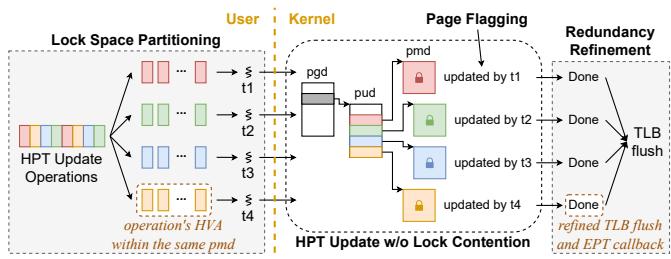 User
Kernel
Page Flagging
Lock Space Partitioning
Redundancy
Refinement
pmd
pgd
pud
HPT Update
Operations
...
t1
...
t2
...
t3
...
t4
updated by t1
updated by t2
updated by t3
updated by t4
Done
Done
Done
Done
TLB
flush
operation's HVA
within the same pmd
HPT Update w/o Lock Contention
refined TLB flush
and EPT callback